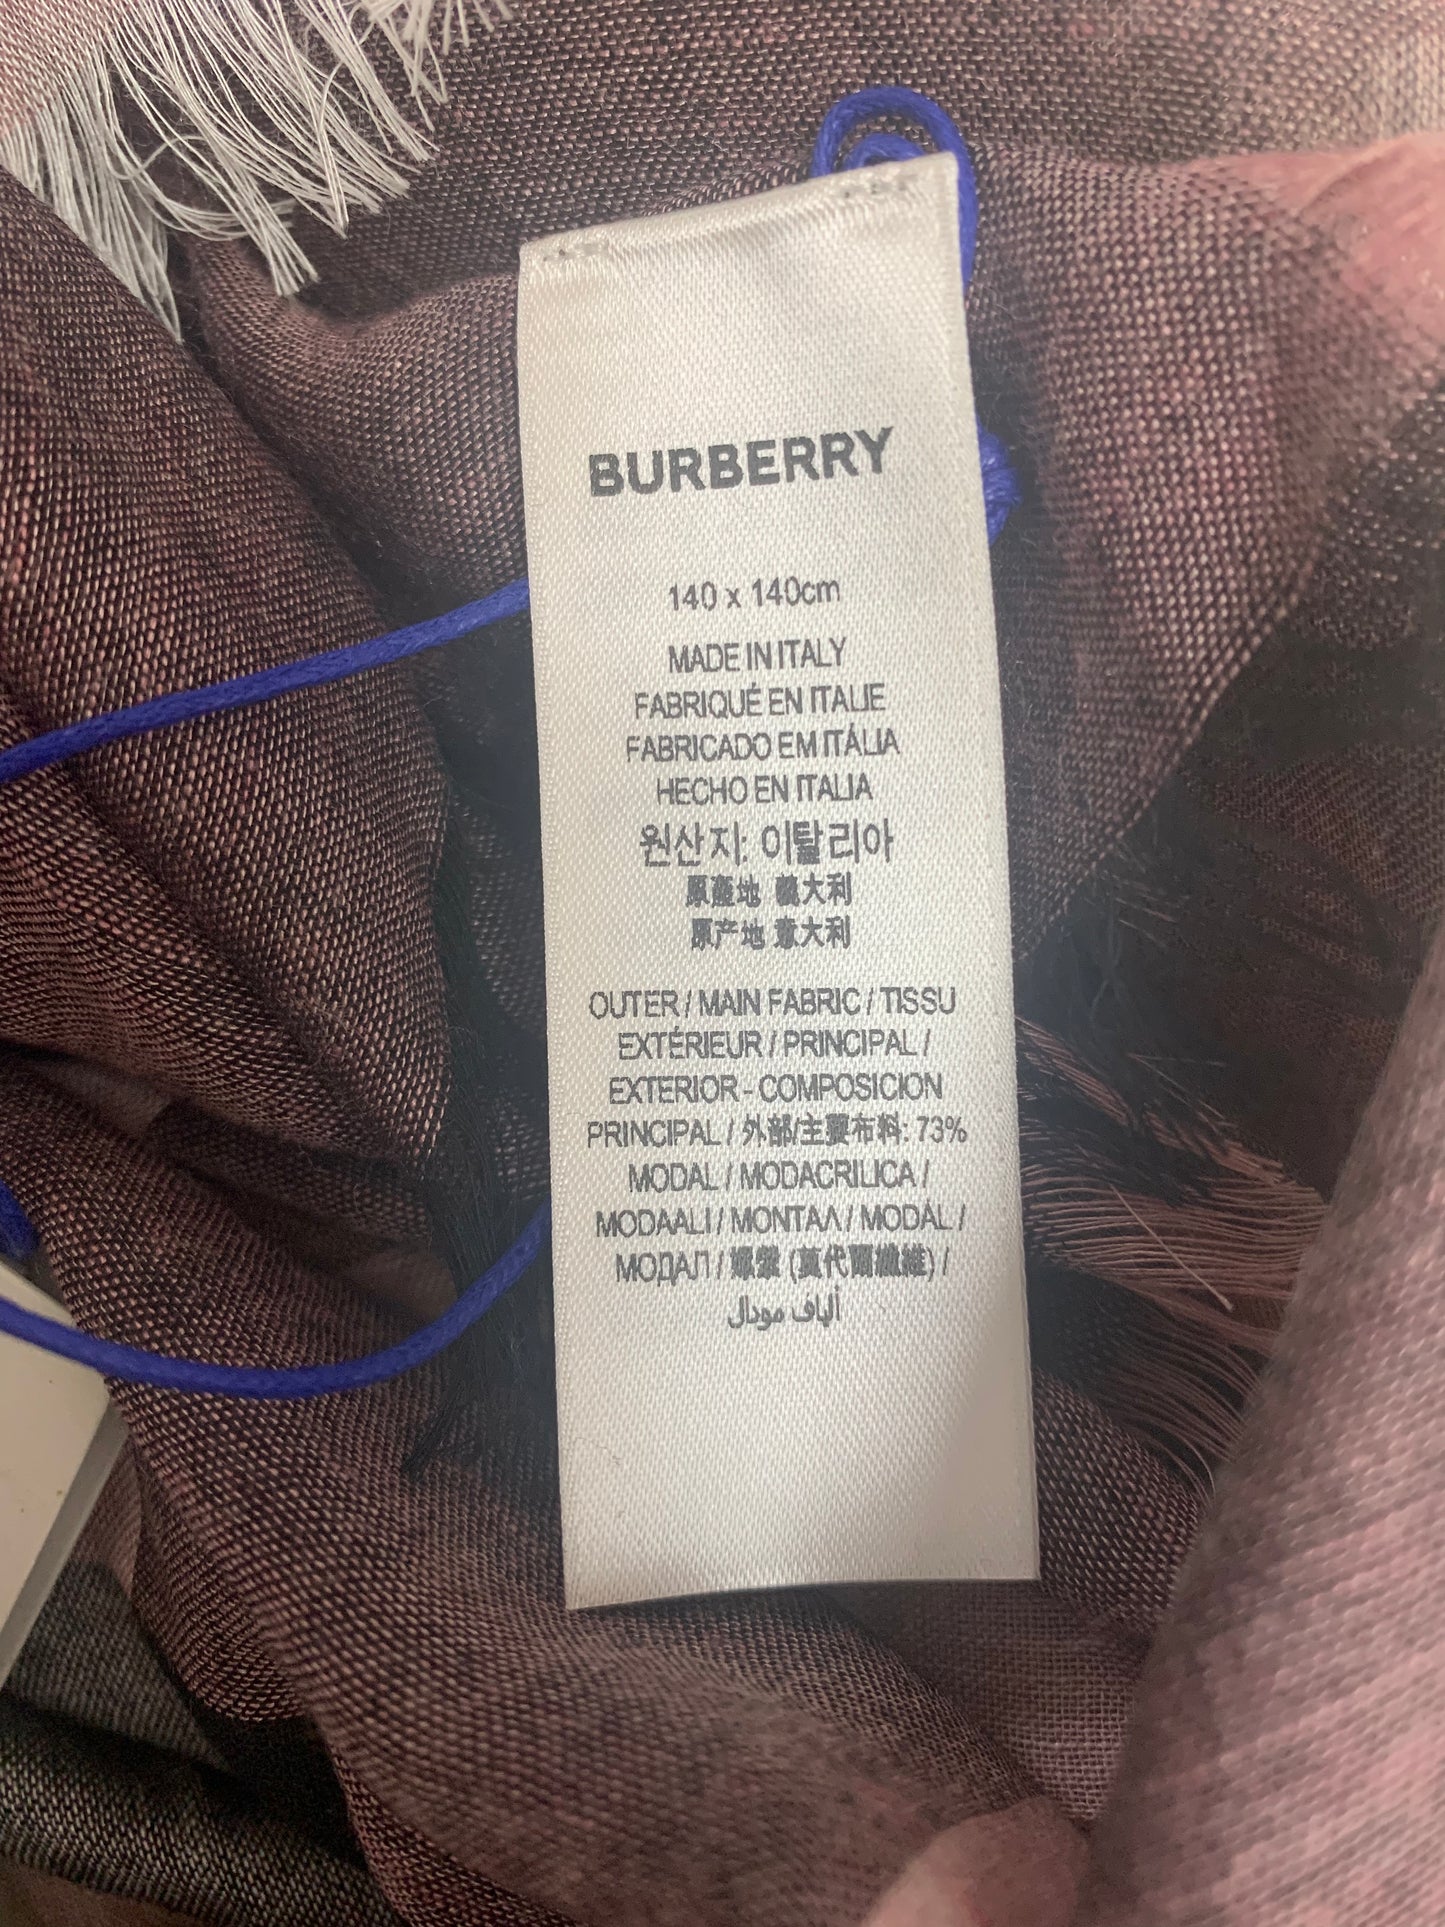 BURBERRY
140 x 140cm
MADE IN ITALY
FABRIQUÉ EN ITALIE
FABRICADO EM ITÁLIA
HECHO EN ITALIA
원산지: 이탈리아
原產地 義大利
原产地 意大利
OUTER / MAIN FABRIC / TISSU
EXTÉRIEUR / PRINCIPAL /
EXTERIOR - COMPOSICION
PRINCIPAL / 外部/主要布料: 73%
MODAL / MODACRILICA /
MODAALI / ΜΟΝΤΑΛ / MODÁL /
МОДАЛ / (莫代爾纖維) /
ألياف مودال